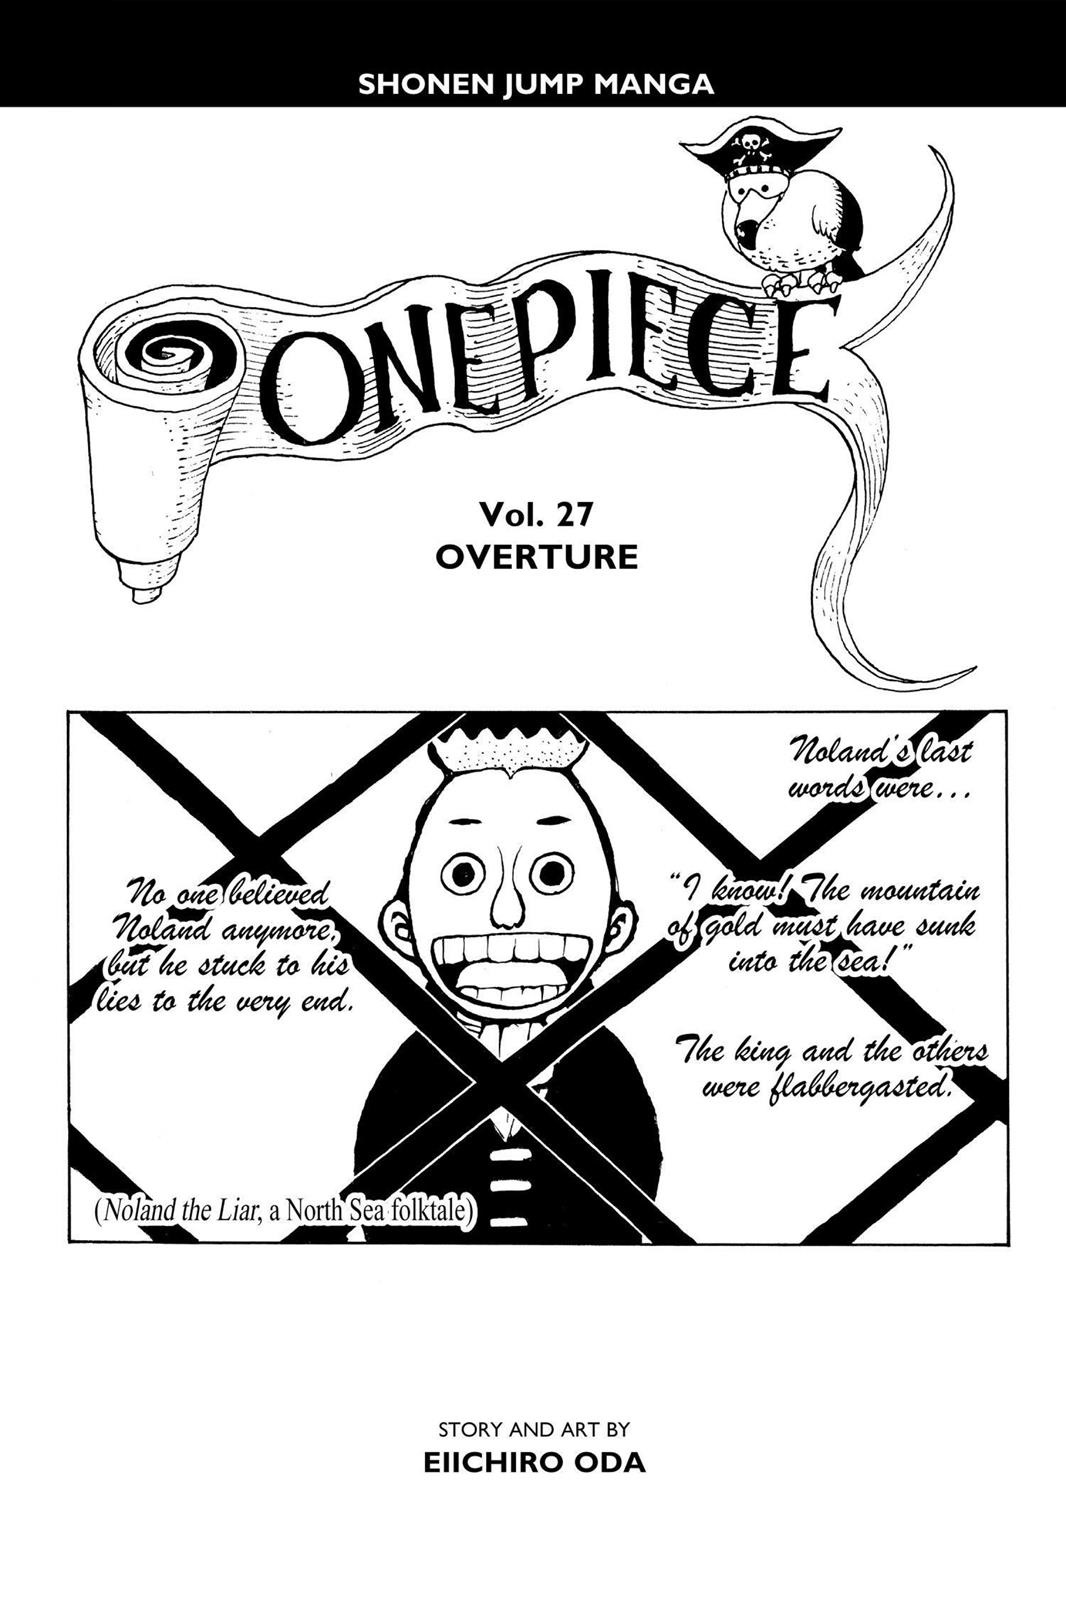 SHONEN JUMP MANGA
ONE PIECE
Vol. 27
OVERTURE
No one believed
Noland anymore,
but he stuck to his
lies to the very end.
Noland's last
words were...
"I know! The mountain
of gold must have sunk
into the sea!"
The king and the others
were flabbergasted.
(Noland the Liar, a North Sea folktale)
STORY AND ART BY
EIICHIRO ODA